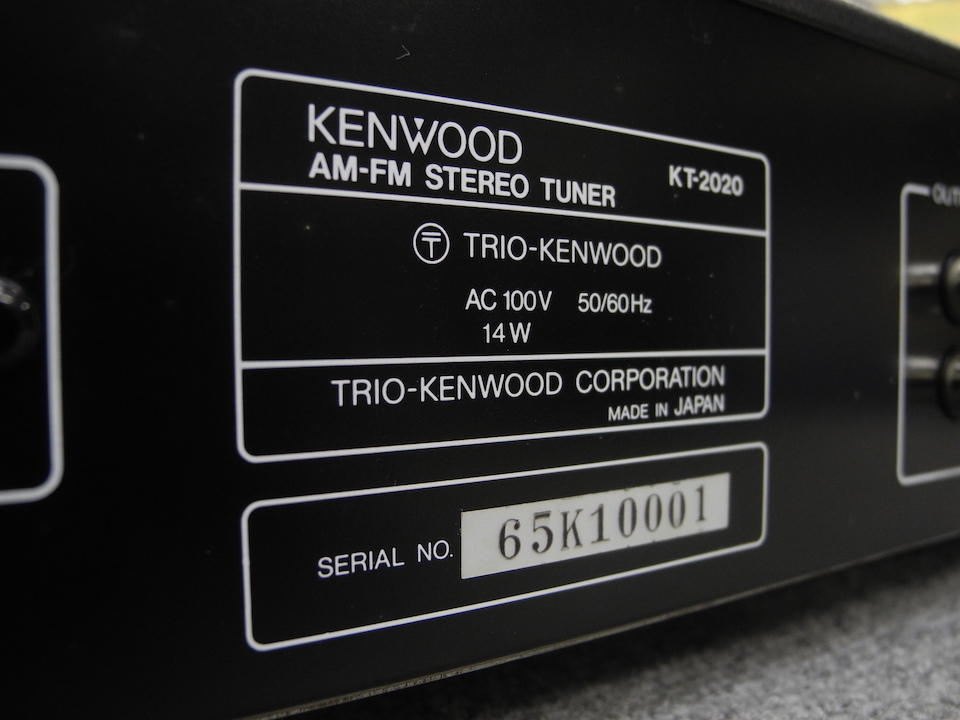 KENWOOD
AM-FM STEREO TUNER KT-2020
〒 TRIO-KENWOOD
AC 100V 50/60Hz
14W
TRIO-KENWOOD CORPORATION
MADE IN JAPAN
SERIAL NO. 65K10001